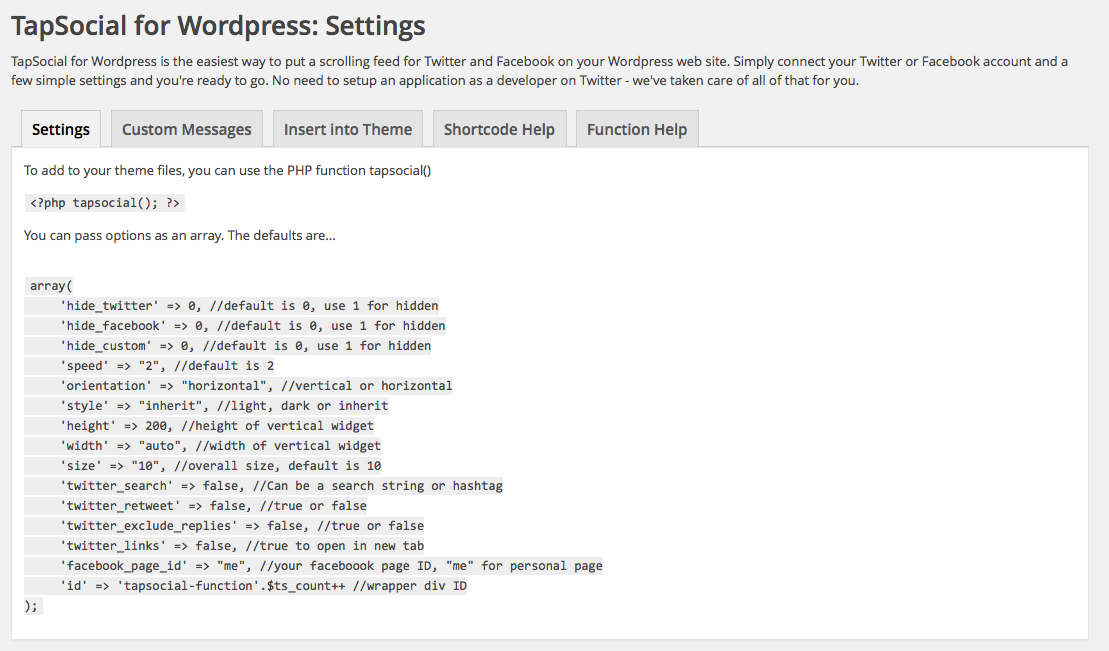 TapSocial for Wordpress: Settings
TapSocial for Wordpress is the easiest way to put a scrolling feed for Twitter and Facebook on your Wordpress web site. Simply connect your Twitter or Facebook account and a
few simple settings and you're ready to go. No need to setup an application as a developer on Twitter - we've taken care of all of that for you.
Settings Custom Messages Insert into Theme Shortcode Help Function Help
To add to your theme files, you can use the PHP function tapsocial()
<?php tapsocial(); ?>
You can pass options as an array. The defaults are...
array(
'hide_twitter' => 0, //default is 0, use 1 for hidden
'hide_facebook' => 0, //default is 0, use 1 for hidden
'hide_custom' => 0, //default is 0, use 1 for hidden
'speed' => "2", //default is 2
'orientation' => "horizontal", //vertical or horizontal
'style' => "inherit", //light, dark or inherit
'height' => 200, //height of vertical widget
'width' => "auto", //width of vertical widget
'size' => "10", //overall size, default is 10
'twitter_search' => false, //Can be a search string or hashtag
'twitter_retweet' => false, //true or false
'twitter_exclude_replies' => false, //true or false
'twitter_links' => false, //true to open in new tab
'facebook_page_id' => "me", //your faceboook page ID, "me" for personal page
'id' => 'tapsocial-function'.$ts_count++ //wrapper div ID
);